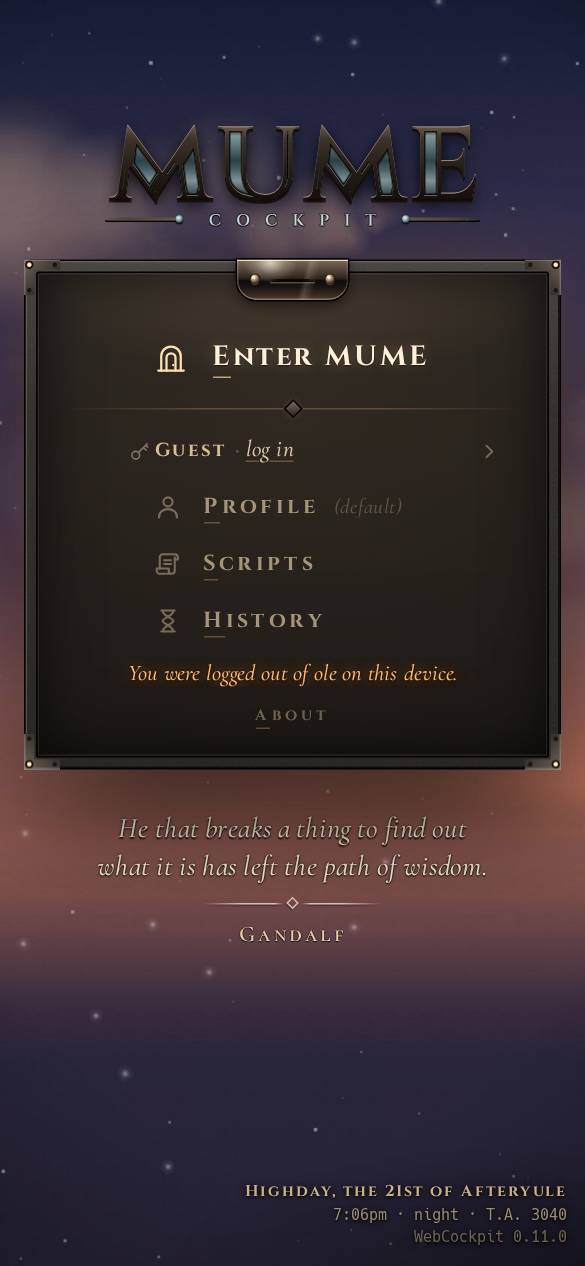 MUME
COCKPIT
Enter MUME
Guest · log in
Profile (default)
Scripts
History
You were logged out of ole on this device.
About
He that breaks a thing to find out
what it is has left the path of wisdom.
Gandalf
Highday, the 21st of Afteryule
7:06pm · night · T.A. 3040
WebCockpit 0.11.0